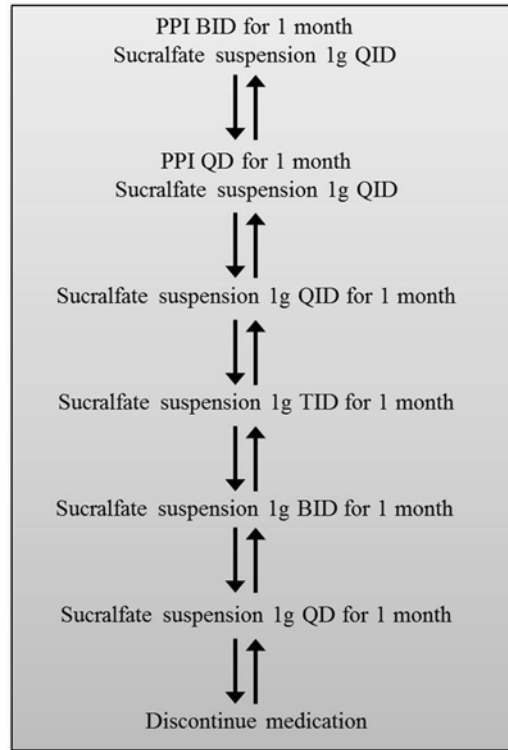 PPI BID for 1 month
Sucralfate suspension 1g QID
PPI QD for 1 month
Sucralfate suspension 1g QID
Sucralfate suspension 1g QID for 1 month
Sucralfate suspension 1g TID for 1 month
Sucralfate suspension 1g BID for 1 month
Sucralfate suspension 1g QD for 1 month
Discontinue medication